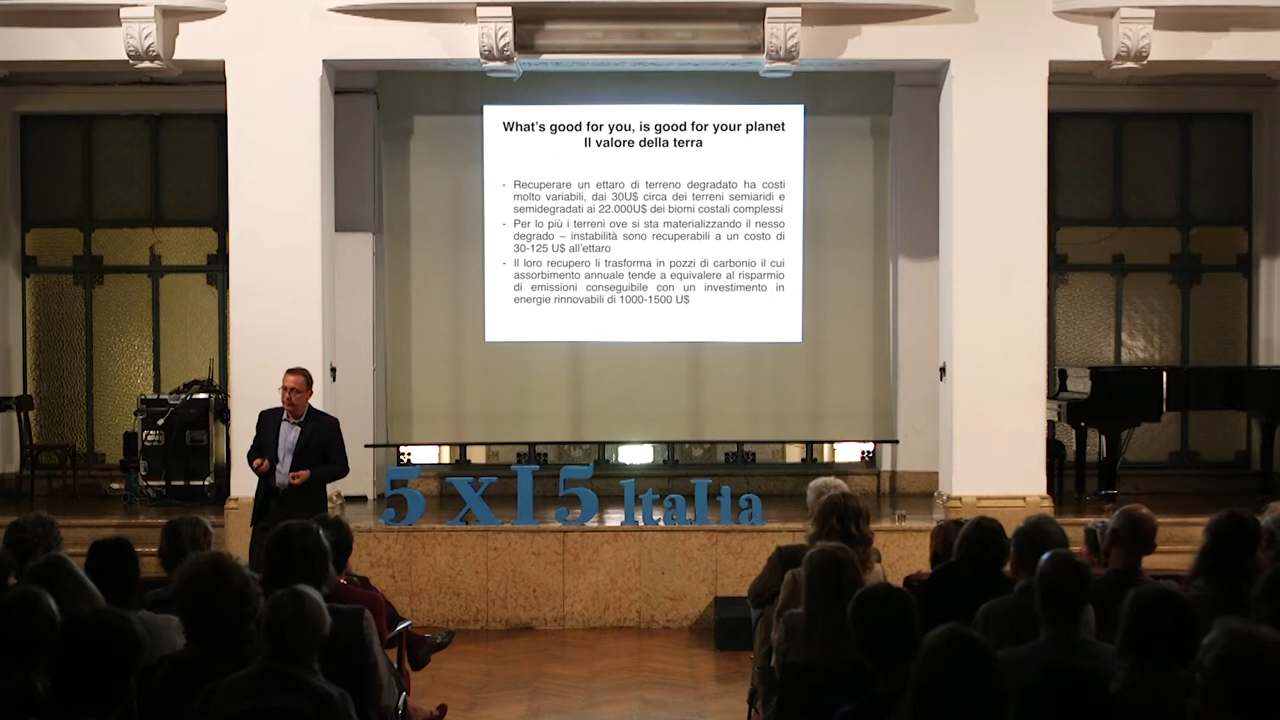 What's good for you, is good for your planet
Il valore della terra
- Recuperare un ettaro di terreno degradato ha costi
molto variabili, dai 30U$ circa dei terreni semiaridi e
semidegradati ai 22.000U$ dei biomi costali complessi
- Per lo più i terreni ove si sta materializzando il nesso
degrado – instabilità sono recuperabili a un costo di
30-125 U$ all'ettaro
- Il loro recupero li trasforma in pozzi di carbonio il cui
assorbimento annuale tende a equivalere al risparmio
di emissioni conseguibile con un investimento in
energie rinnovabili di 1000-1500 U$
5xI5 ItaIia